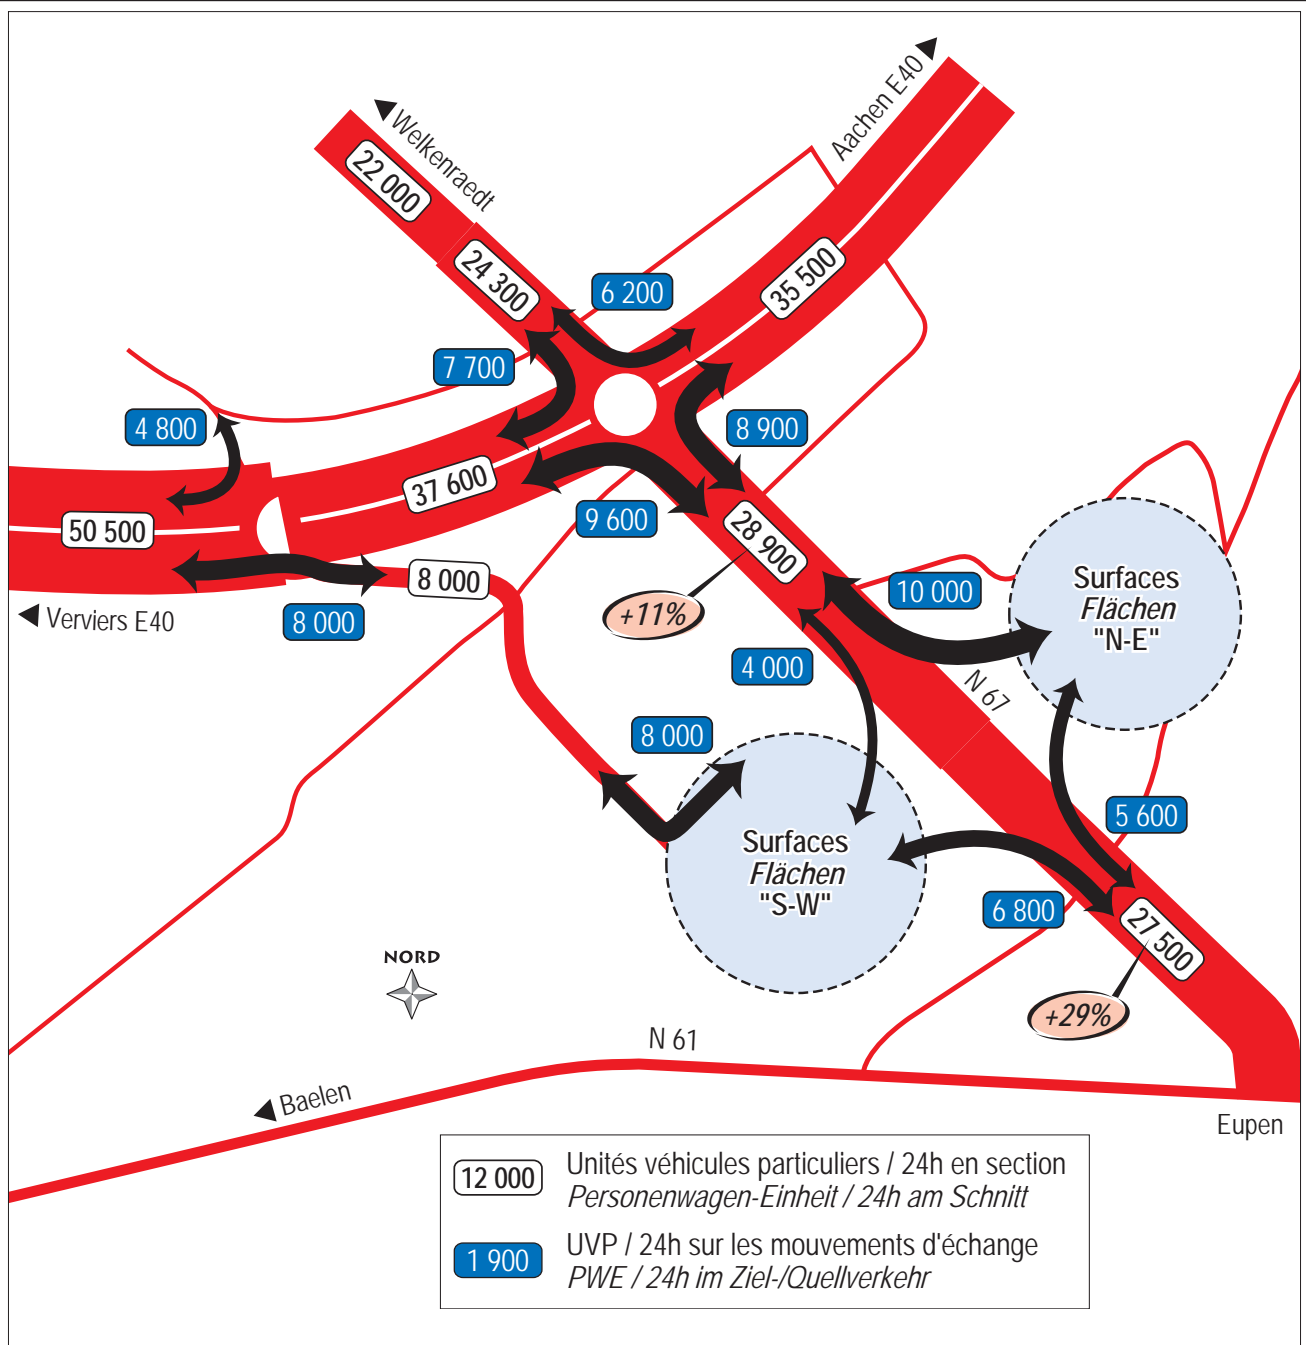 Aachen E40
Welkenraedt
22 000
24 300
6 200
35 500
7 700
4 800
8 900
37 600
50 500
9 600
28 900
8 000
+11%
10 000
Surfaces
Flächen
"N-E"
Verviers E40
8 000
4 000
N 67
8 000
5 600
Surfaces
Flächen
"S-W"
6 800
27 500
NORD
+29%
N 61
Baelen
Eupen
12 000
Unités véhicules particuliers / 24h en section
Personenwagen-Einheit / 24h am Schnitt
1 900
UVP / 24h sur les mouvements d'échange
PWE / 24h im Ziel-/Quellverkehr